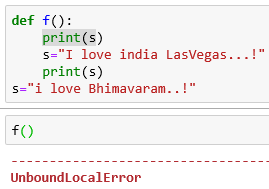 def f():
    print(s)
    s="I love india LasVegas...!"
    print(s)
s="i love Bhimavaram..!"
f()
---------------------------------
UnboundLocalError